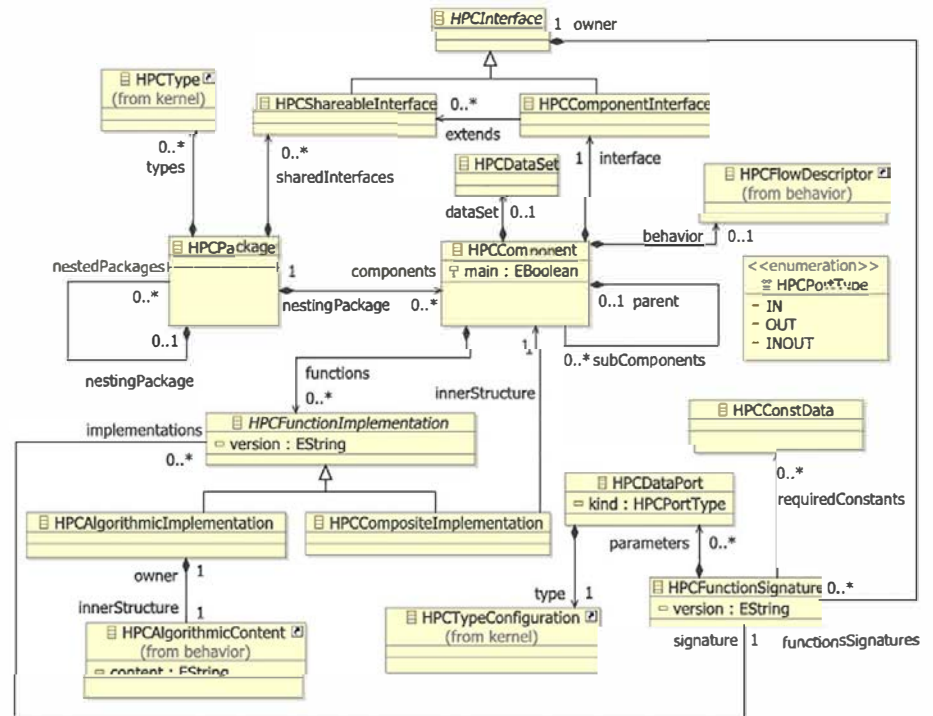 HPCInterface
1 owner
HPCType
(from kernel)
HPCShareableInterface
0..*
extends
HPCComponentInterface
0..*
types
0..*
sharedInterfaces
HPCDataSet
1 interface
HPCFlowDescriptor
(from behavior)
dataSet 0..1
behavior 0..1
HPCPackage
nestedPackages
1
components
nestingPackage
0..*
HPCComponent
main : EBoolean
<<enumeration>>
HPCPortType
- IN
- OUT
- INOUT
0..*
0..1
nestingPackage
0..1 parent
0..* subComponents
functions
0..*
1
innerStructure
implementations
0..*
HPCFunctionImplementation
version : EString
HPCConstData
0..*
requiredConstants
HPCAlgorithmicImplementation
HPCCompositeImplementation
HPCDataPort
kind : HPCPortType
parameters 0..*
owner 1
innerStructure
1
type 1
HPCFunctionSignature 0..*
version : EString
HPCAlgorithmicContent
(from behavior)
content : EString
HPCTypeConfiguration
(from kernel)
signature 1 functionsSignatures